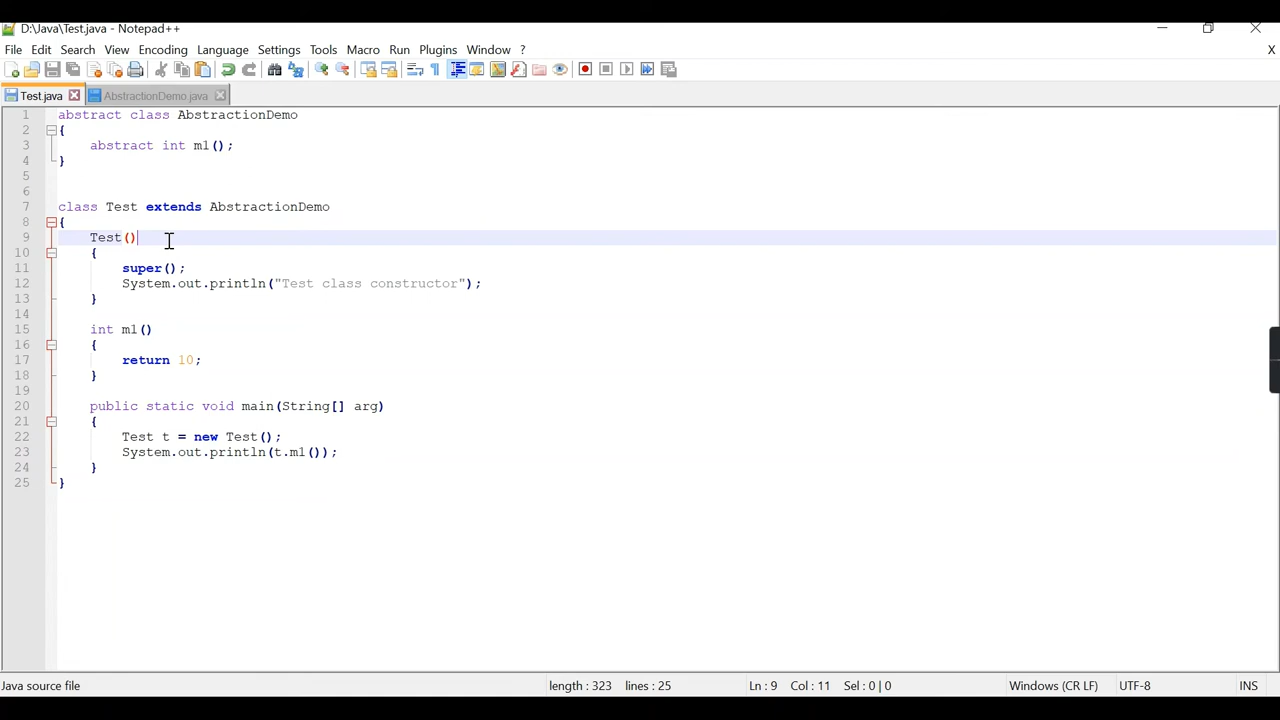 D:\Java\Test.java - Notepad++
File Edit Search View Encoding Language Settings Tools Macro Run Plugins Window ? X
Test.java AbstractionDemo.java
1 abstract class AbstractionDemo
2 {
3 abstract int m1();
4 }
5
6
7 class Test extends AbstractionDemo
8 {
9 Test()
10 {
11 super();
12 System.out.println("Test class constructor");
13 }
14
15 int m1()
16 {
17 return 10;
18 }
19
20 public static void main(String[] arg)
21 {
22 Test t = new Test();
23 System.out.println(t.m1());
24 }
25 }
Java source file length : 323 lines : 25 Ln : 9 Col : 11 Sel : 0 | 0 Windows (CR LF) UTF-8 INS